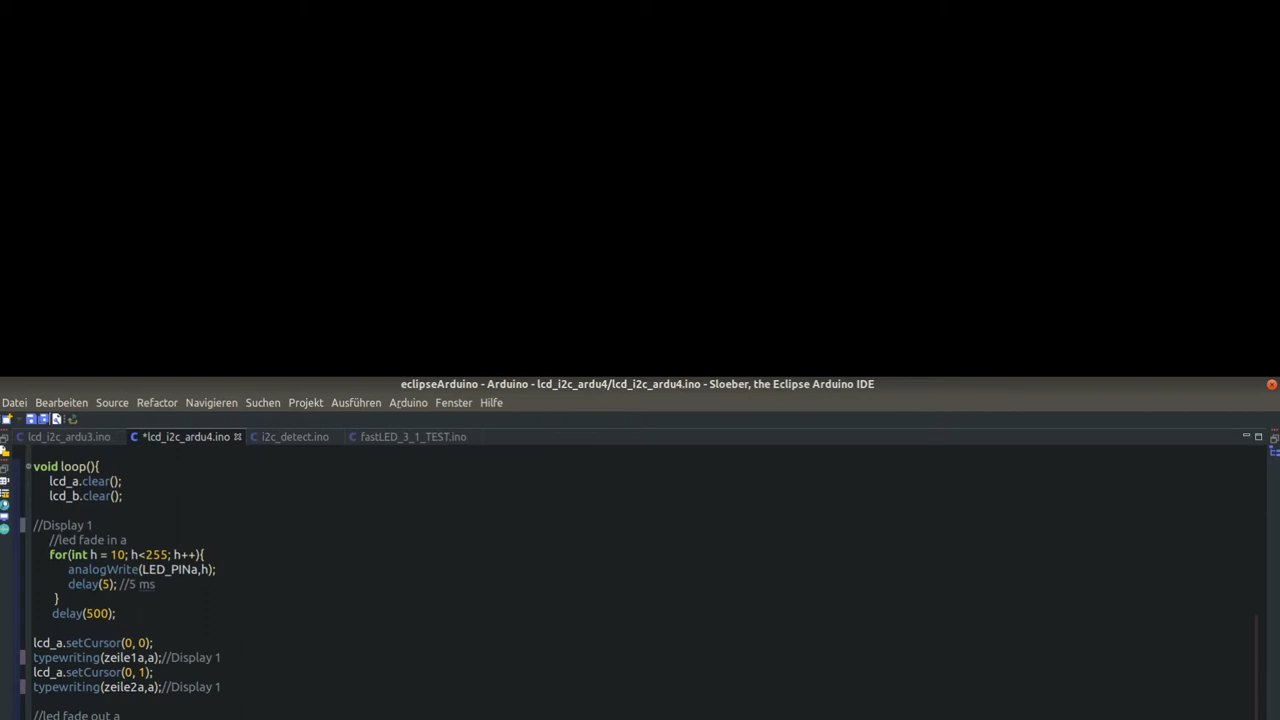 eclipseArduino - Arduino - lcd_i2c_ardu4/lcd_i2c_ardu4.ino - Sloeber, the Eclipse Arduino IDE
Datei Bearbeiten Source Refactor Navigieren Suchen Projekt Ausführen Arduino Fenster Hilfe
lcd_i2c_ardu3.ino *lcd_i2c_ardu4.ino i2c_detect.ino fastLED_3_1_TEST.ino
void loop(){
lcd_a.clear();
lcd_b.clear();
//Display 1
//led fade in a
for(int h = 10; h<255; h++){
analogWrite(LED_PINa,h);
delay(5); //5 ms
}
delay(500);
lcd_a.setCursor(0, 0);
typewriting(zeile1a,a);//Display 1
lcd_a.setCursor(0, 1);
typewriting(zeile2a,a);//Display 1
//led fade out a